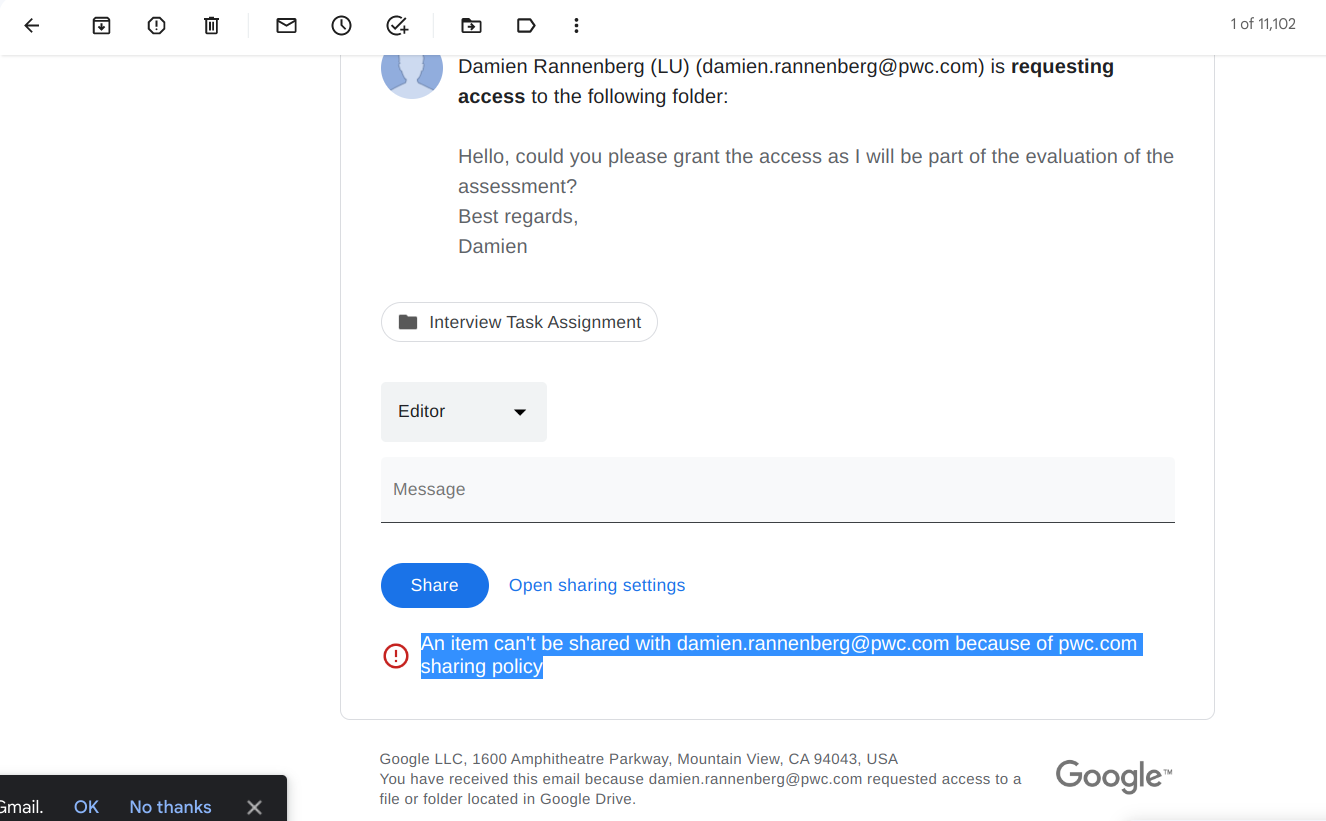 1 of 11,102
Damien Rannenberg (LU) (damien.rannenberg@pwc.com) is requesting
access to the following folder:
Hello, could you please grant the access as I will be part of the evaluation of the
assessment?
Best regards,
Damien
Interview Task Assignment
Editor
Message
Share Open sharing settings
An item can't be shared with damien.rannenberg@pwc.com because of pwc.com
sharing policy
Google LLC, 1600 Amphitheatre Parkway, Mountain View, CA 94043, USA
You have received this email because damien.rannenberg@pwc.com requested access to a
file or folder located in Google Drive.
Google™
Gmail. OK No thanks